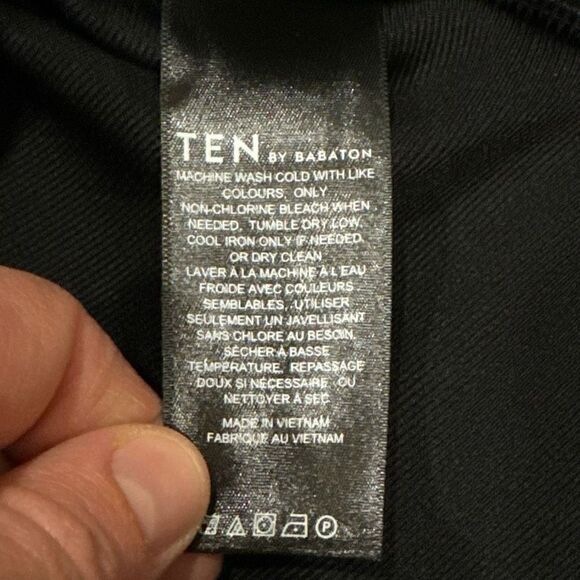 TEN BY BABATON
MACHINE WASH COLD WITH LIKE
COLOURS, ONLY
NON-CHLORINE BLEACH WHEN
NEEDED, TUMBLE DRY LOW,
COOL IRON ONLY IF NEEDED,
OR DRY CLEAN
LAVER À LA MACHINE À L'EAU
FROIDE AVEC COULEURS
SEMBLABLES, UTILISER
SEULEMENT UN JAVELLISANT
SANS CHLORE AU BESOIN,
SÉCHER À BASSE
TEMPÉRATURE, REPASSAGE
DOUX SI NÉCESSAIRE, OU
NETTOYER À SEC
MADE IN VIETNAM
FABRIQUÉ AU VIETNAM
P